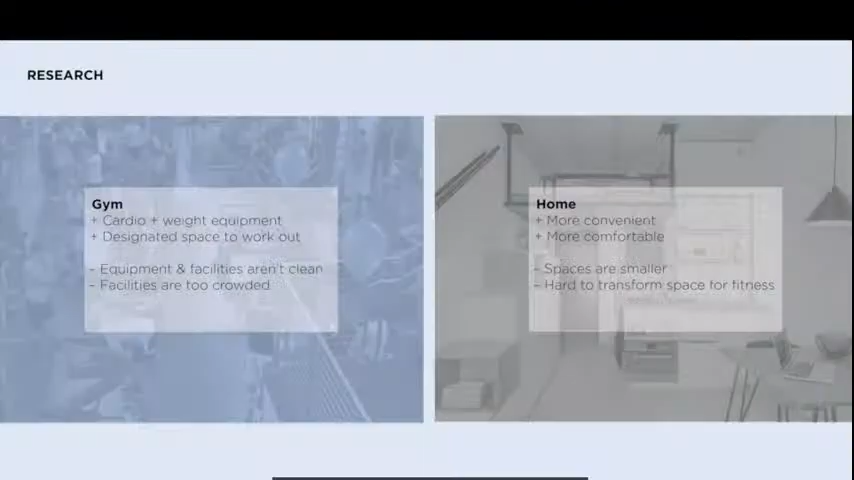 RESEARCH
Gym
+ Cardio + weight equipment
+ Designated space to work out
- Equipment & facilities aren't clean
- Facilities are too crowded
Home
+ More convenient
+ More comfortable
- Spaces are smaller
- Hard to transform space for fitness